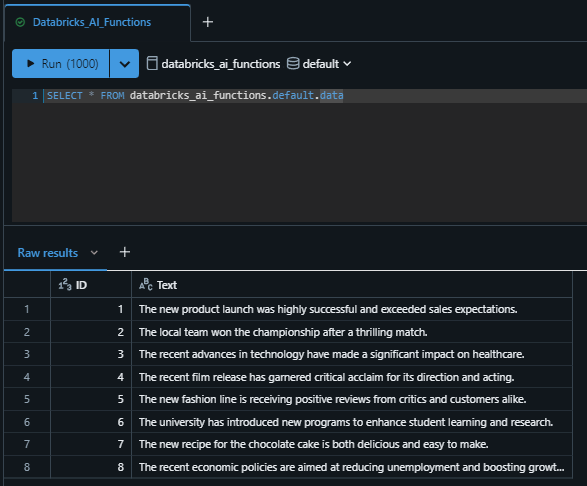 Databricks_AI_Functions
Run (1000) databricks_ai_functions default
1 SELECT * FROM databricks_ai_functions.default.data
Raw results
ID Text
1 1 The new product launch was highly successful and exceeded sales expectations.
2 2 The local team won the championship after a thrilling match.
3 3 The recent advances in technology have made a significant impact on healthcare.
4 4 The recent film release has garnered critical acclaim for its direction and acting.
5 5 The new fashion line is receiving positive reviews from critics and customers alike.
6 6 The university has introduced new programs to enhance student learning and research.
7 7 The new recipe for the chocolate cake is both delicious and easy to make.
8 8 The recent economic policies are aimed at reducing unemployment and boosting growt...